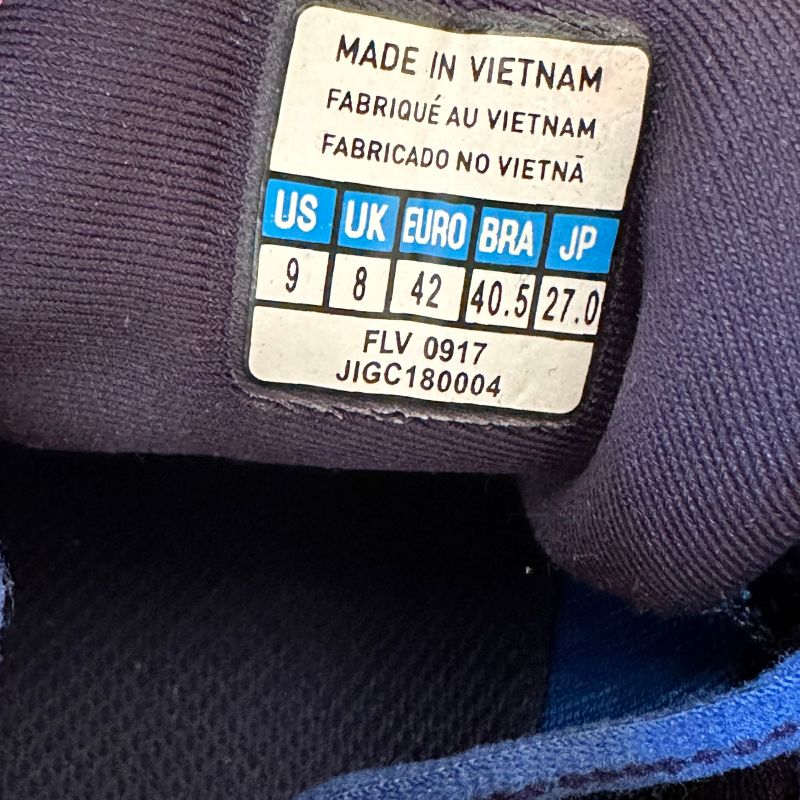 MADE IN VIETNAM
FABRIQUÉ AU VIETNAM
FABRICADO NO VIETNÃ
US UK EURO BRA JP
9 8 42 40.5 27.0
FLV 0917
JIGC180004